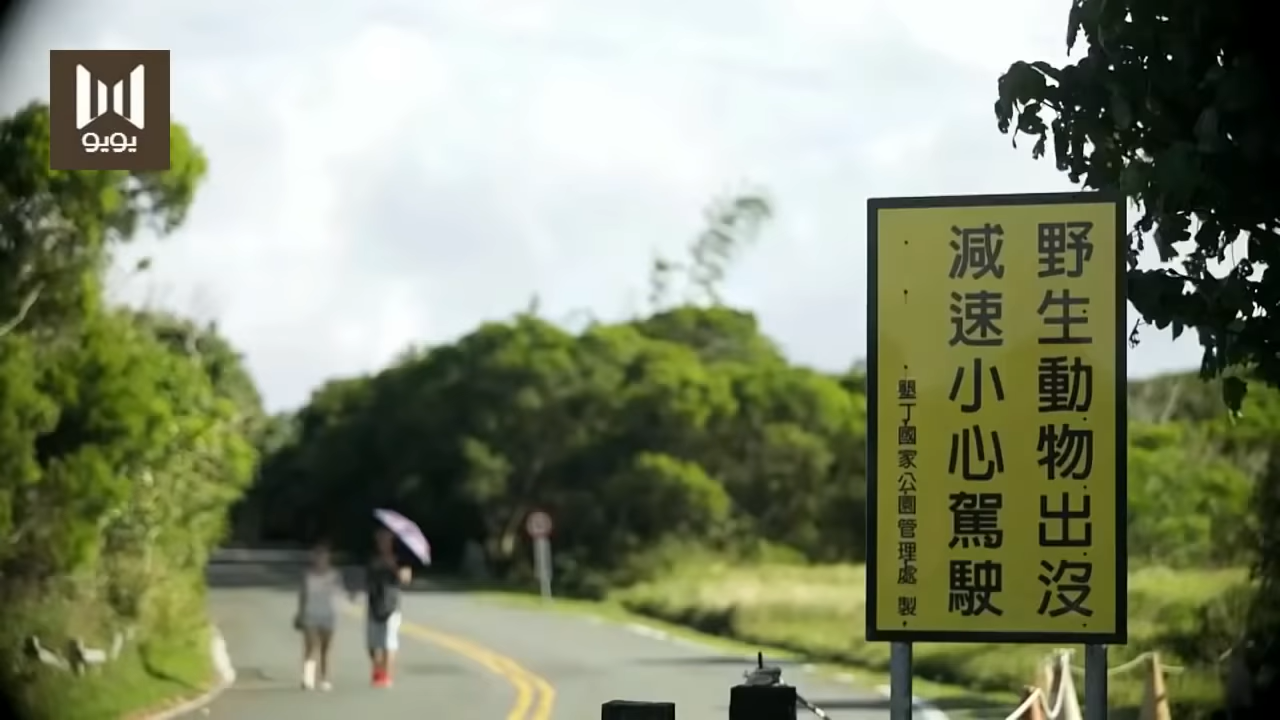 يويو
野生動物出沒
減速小心駕駛
墾丁國家公園管理處 製